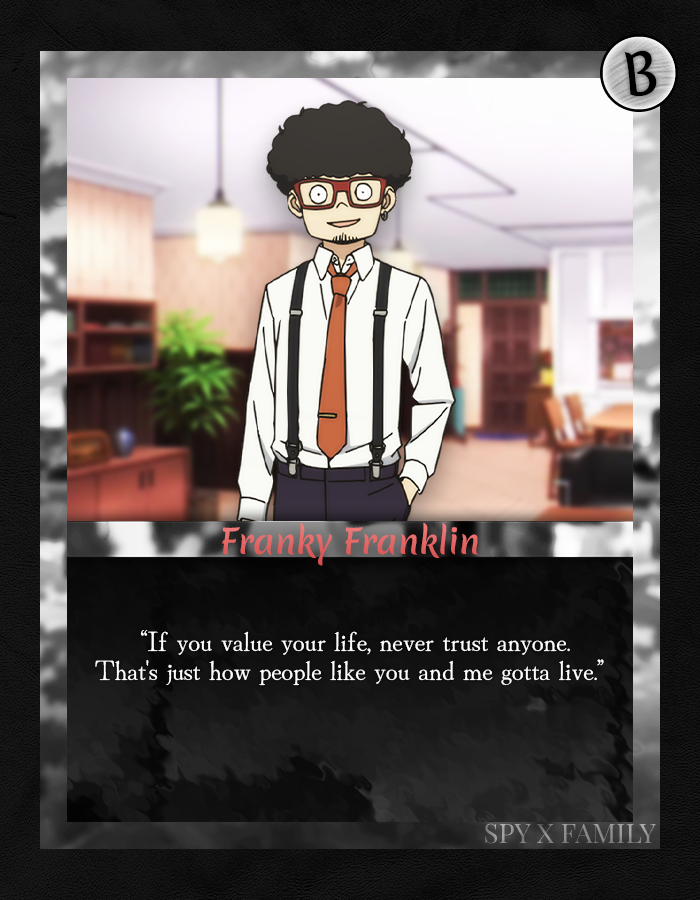 B
Franky Franklin
“If you value your life, never trust anyone.
That's just how people like you and me gotta live.”
SPY X FAMILY